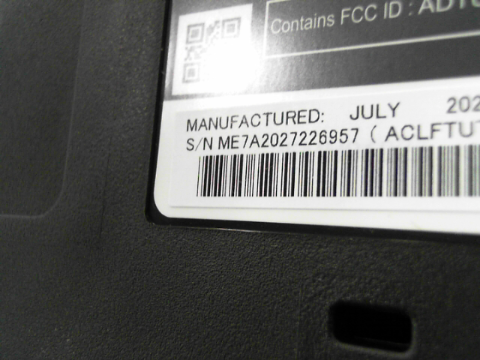 Contains FCC ID :
MANUFACTURED: JULY
S/N ME7A2027226957 ( ACLFTUT